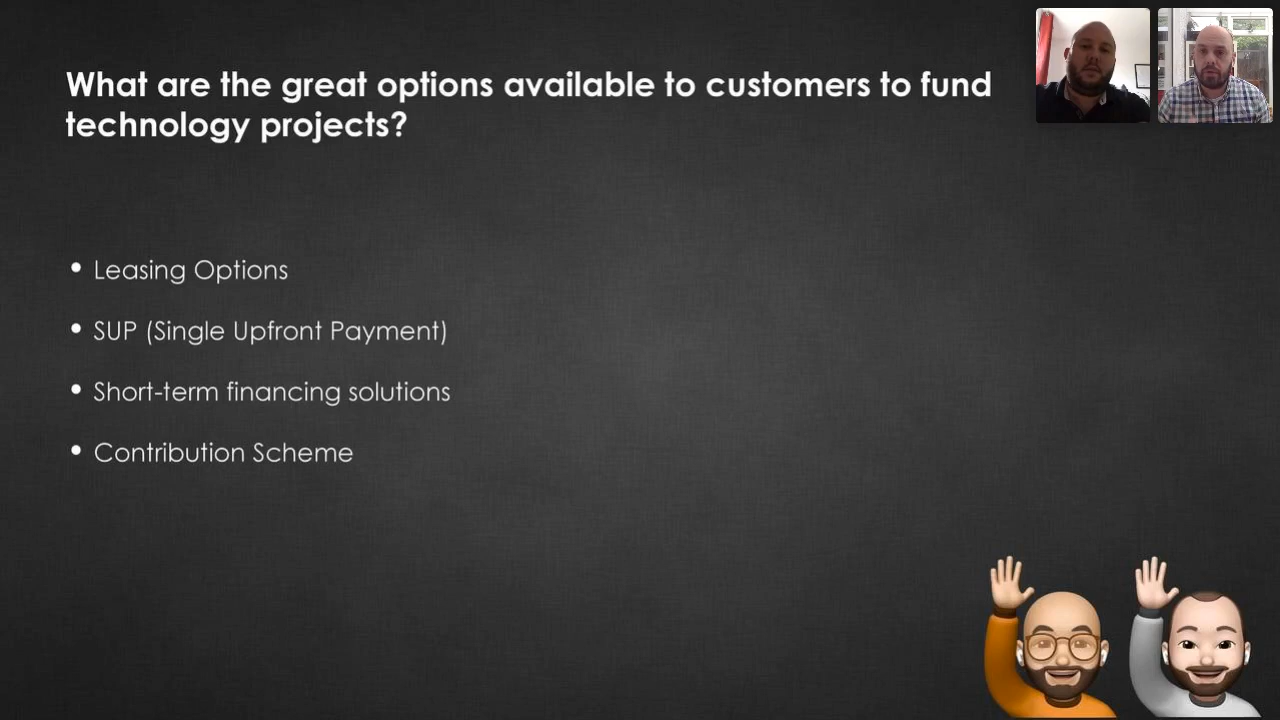 What are the great options available to customers to fund
technology projects?
• Leasing Options
• SUP (Single Upfront Payment)
• Short-term financing solutions
• Contribution Scheme